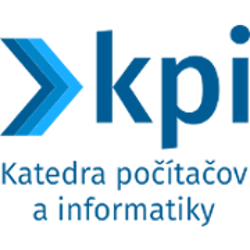 kpi
Katedra počítačov
a informatiky